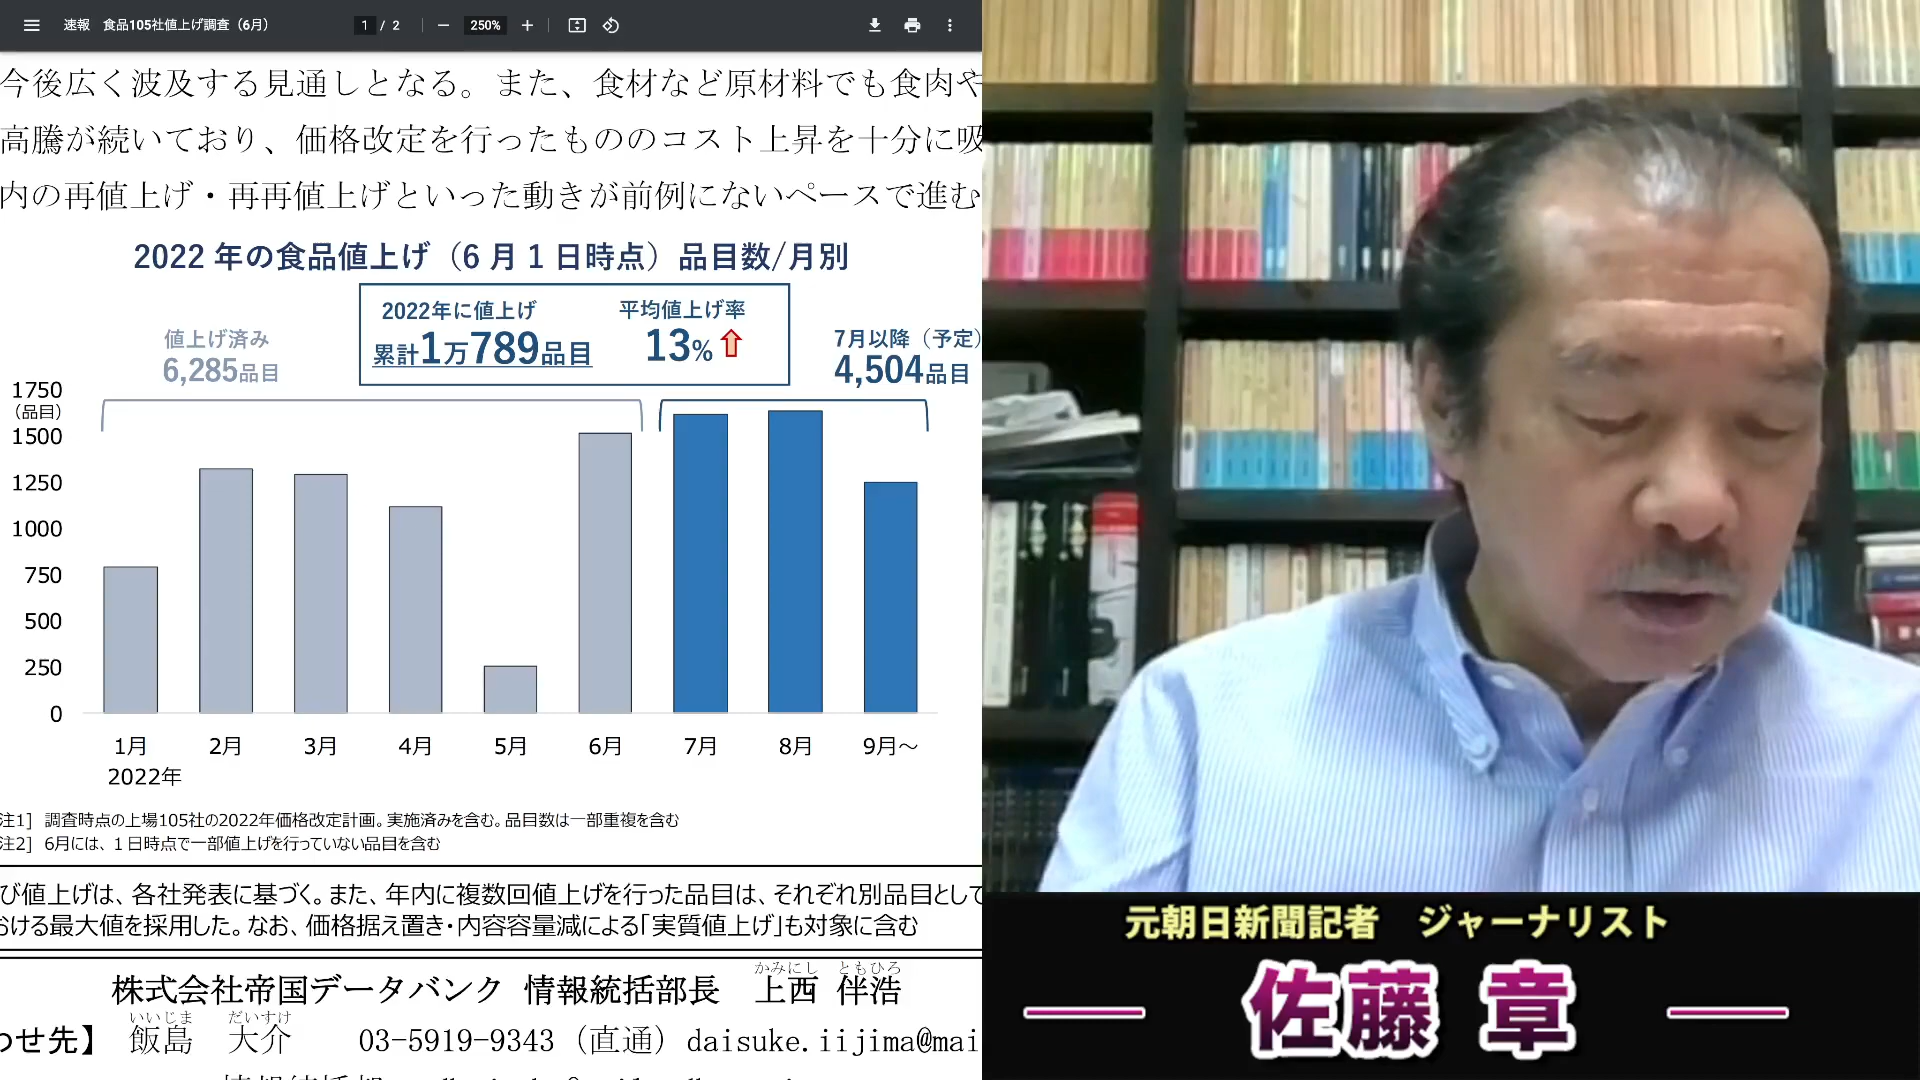 速報　食品105社値上げ調査（6月）
1 / 2
250%
今後広く波及する見通しとなる。また、食材など原材料でも食肉や
高騰が続いており、価格改定を行ったもののコスト上昇を十分に吸
内の再値上げ・再再値上げといった動きが前例にないペースで進む
2022 年の食品値上げ（6 月 1 日時点）品目数/月別
2022年に値上げ
累計1万789品目
平均値上げ率
13%
値上げ済み
6,285品目
7月以降（予定）
4,504品目
1750
（品目）
1500
1250
1000
750
500
250
0
1月 2月 3月 4月 5月 6月 7月 8月 9月～
2022年
注1］ 調査時点の上場105社の2022年価格改定計画。実施済みを含む。品目数は一部重複を含む
注2］ 6月には、1日時点で一部値上げを行っていない品目を含む
び値上げは、各社発表に基づく。また、年内に複数回値上げを行った品目は、それぞれ別品目として
おける最大値を採用した。なお、価格据え置き・内容容量減による「実質値上げ」も対象に含む
かみにし ともひろ
株式会社帝国データバンク 情報統括部長 上西 伴浩
いいじま だいすけ
わせ先】 飯島 大介 03-5919-9343（直通）daisuke.iijima@mai
元朝日新聞記者　ジャーナリスト
佐藤 章